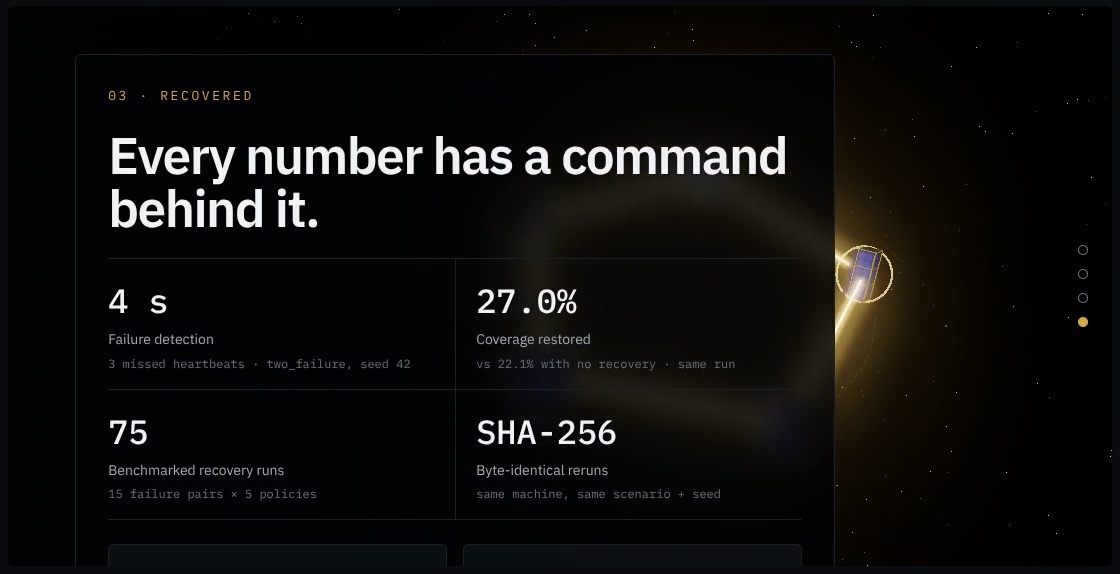 03 · RECOVERED
Every number has a command
behind it.
4 s
Failure detection
3 missed heartbeats · two_failure, seed 42
27.0%
Coverage restored
vs 22.1% with no recovery · same run
75
Benchmarked recovery runs
15 failure pairs × 5 policies
SHA-256
Byte-identical reruns
same machine, same scenario + seed